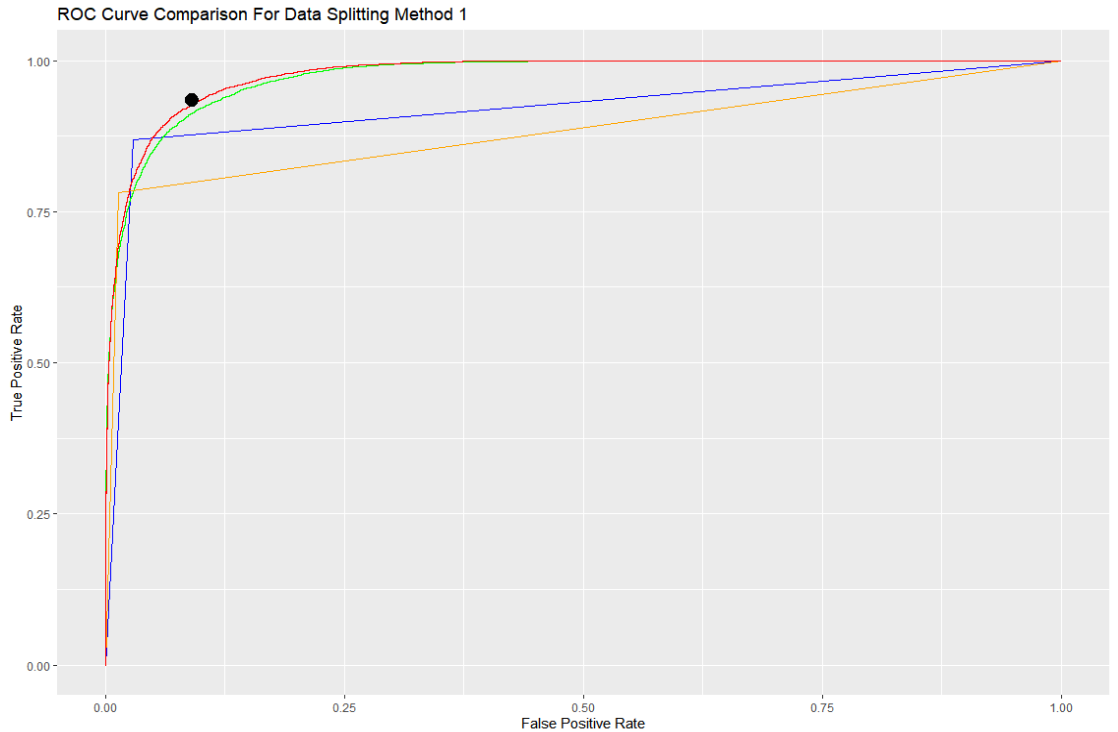 ROC Curve Comparison For Data Splitting Method 1
1.00
0.75
0.50
0.25
0.00
True Positive Rate
0.00 0.25 0.50 0.75 1.00
False Positive Rate